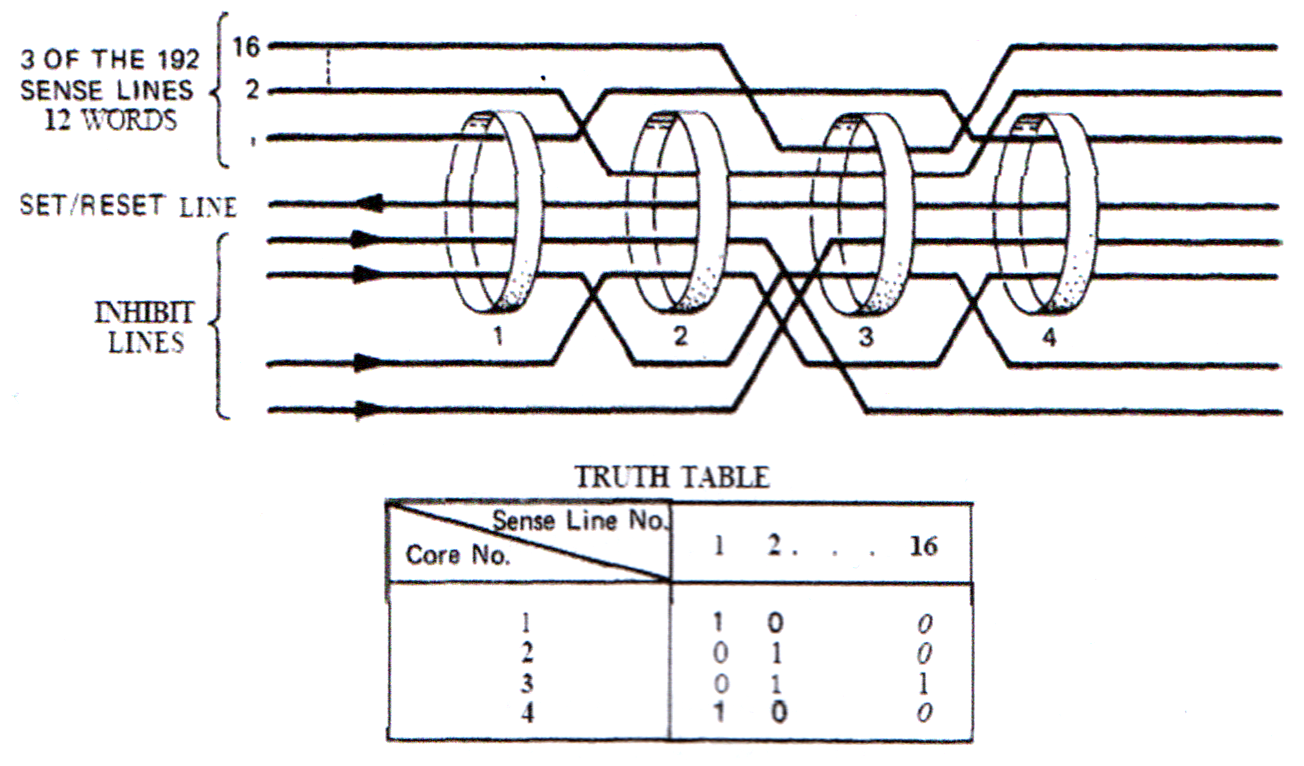 3 OF THE 192
SENSE LINES
12 WORDS
16
2
SET/RESET LINE
INHIBIT
LINES
1 2 3 4
TRUTH TABLE
Sense Line No.
Core No.
1 2 . . . 16
1 1 0 0
2 0 1 0
3 0 1 1
4 1 0 0